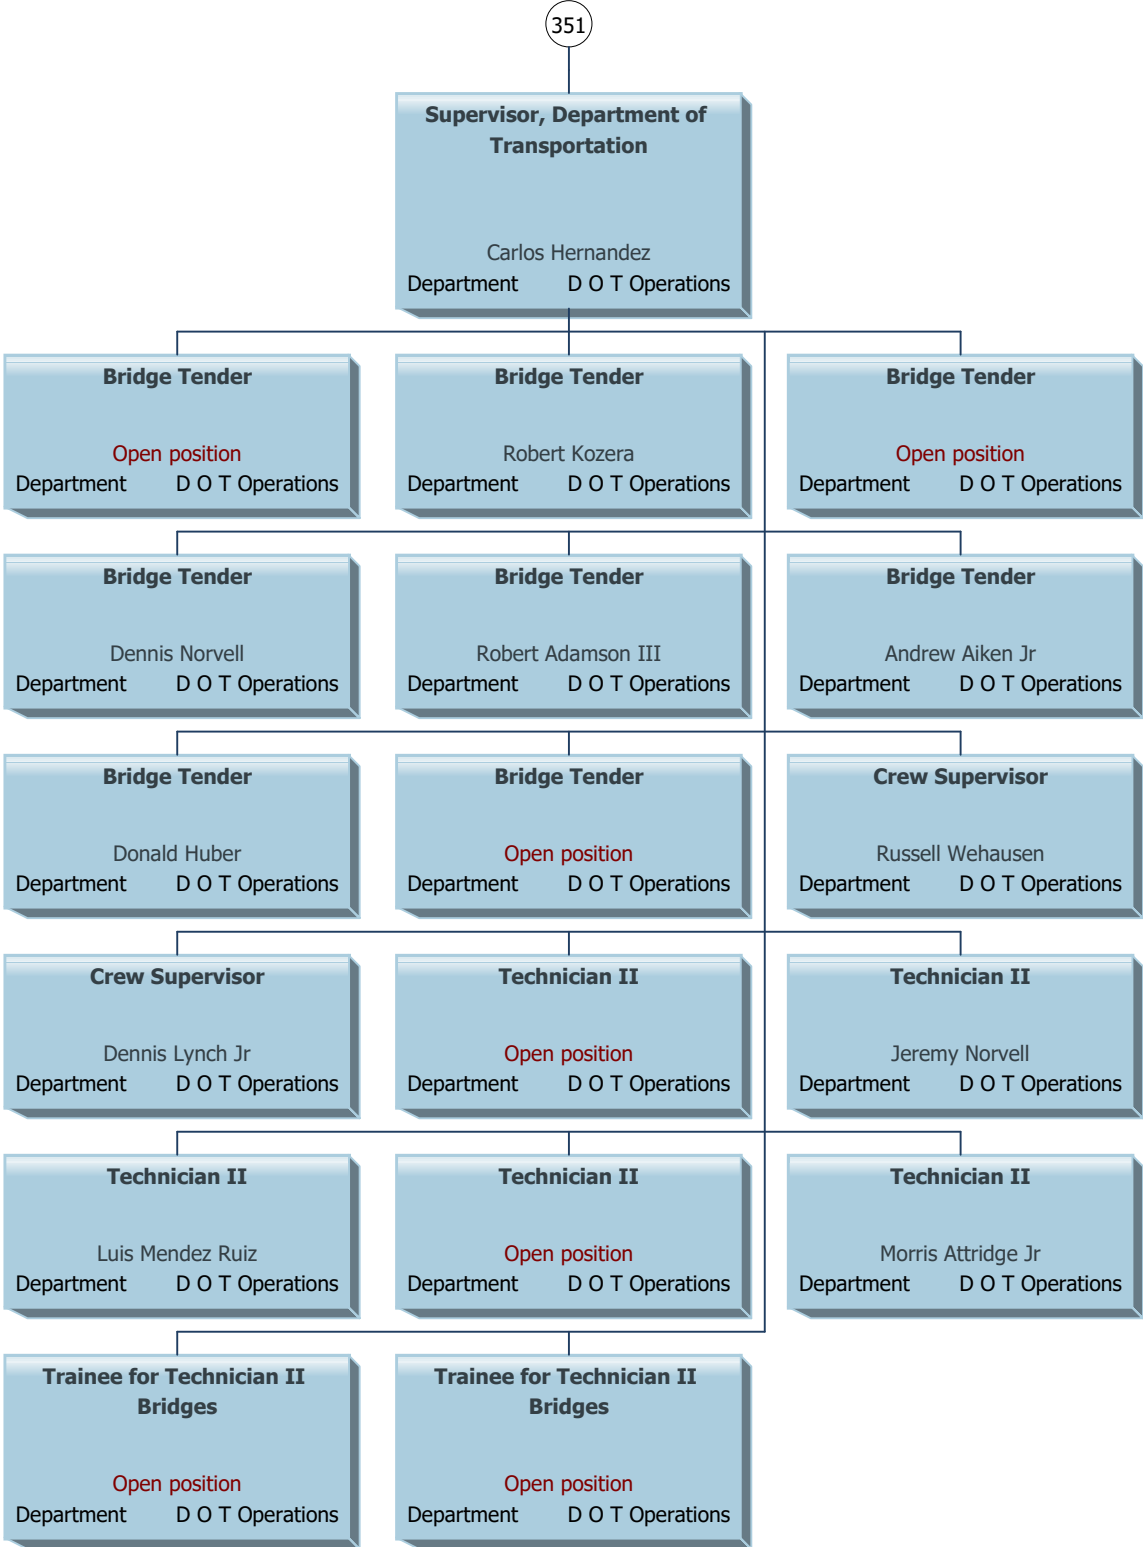 351
Supervisor, Department of
Transportation
Carlos Hernandez
Department D O T Operations
Bridge Tender
Open position
Department D O T Operations
Bridge Tender
Robert Kozera
Department D O T Operations
Bridge Tender
Open position
Department D O T Operations
Bridge Tender
Dennis Norvell
Department D O T Operations
Bridge Tender
Robert Adamson III
Department D O T Operations
Bridge Tender
Andrew Aiken Jr
Department D O T Operations
Bridge Tender
Donald Huber
Department D O T Operations
Bridge Tender
Open position
Department D O T Operations
Crew Supervisor
Russell Wehausen
Department D O T Operations
Crew Supervisor
Dennis Lynch Jr
Department D O T Operations
Technician II
Open position
Department D O T Operations
Technician II
Jeremy Norvell
Department D O T Operations
Technician II
Luis Mendez Ruiz
Department D O T Operations
Technician II
Open position
Department D O T Operations
Technician II
Morris Attridge Jr
Department D O T Operations
Trainee for Technician II
Bridges
Open position
Department D O T Operations
Trainee for Technician II
Bridges
Open position
Department D O T Operations